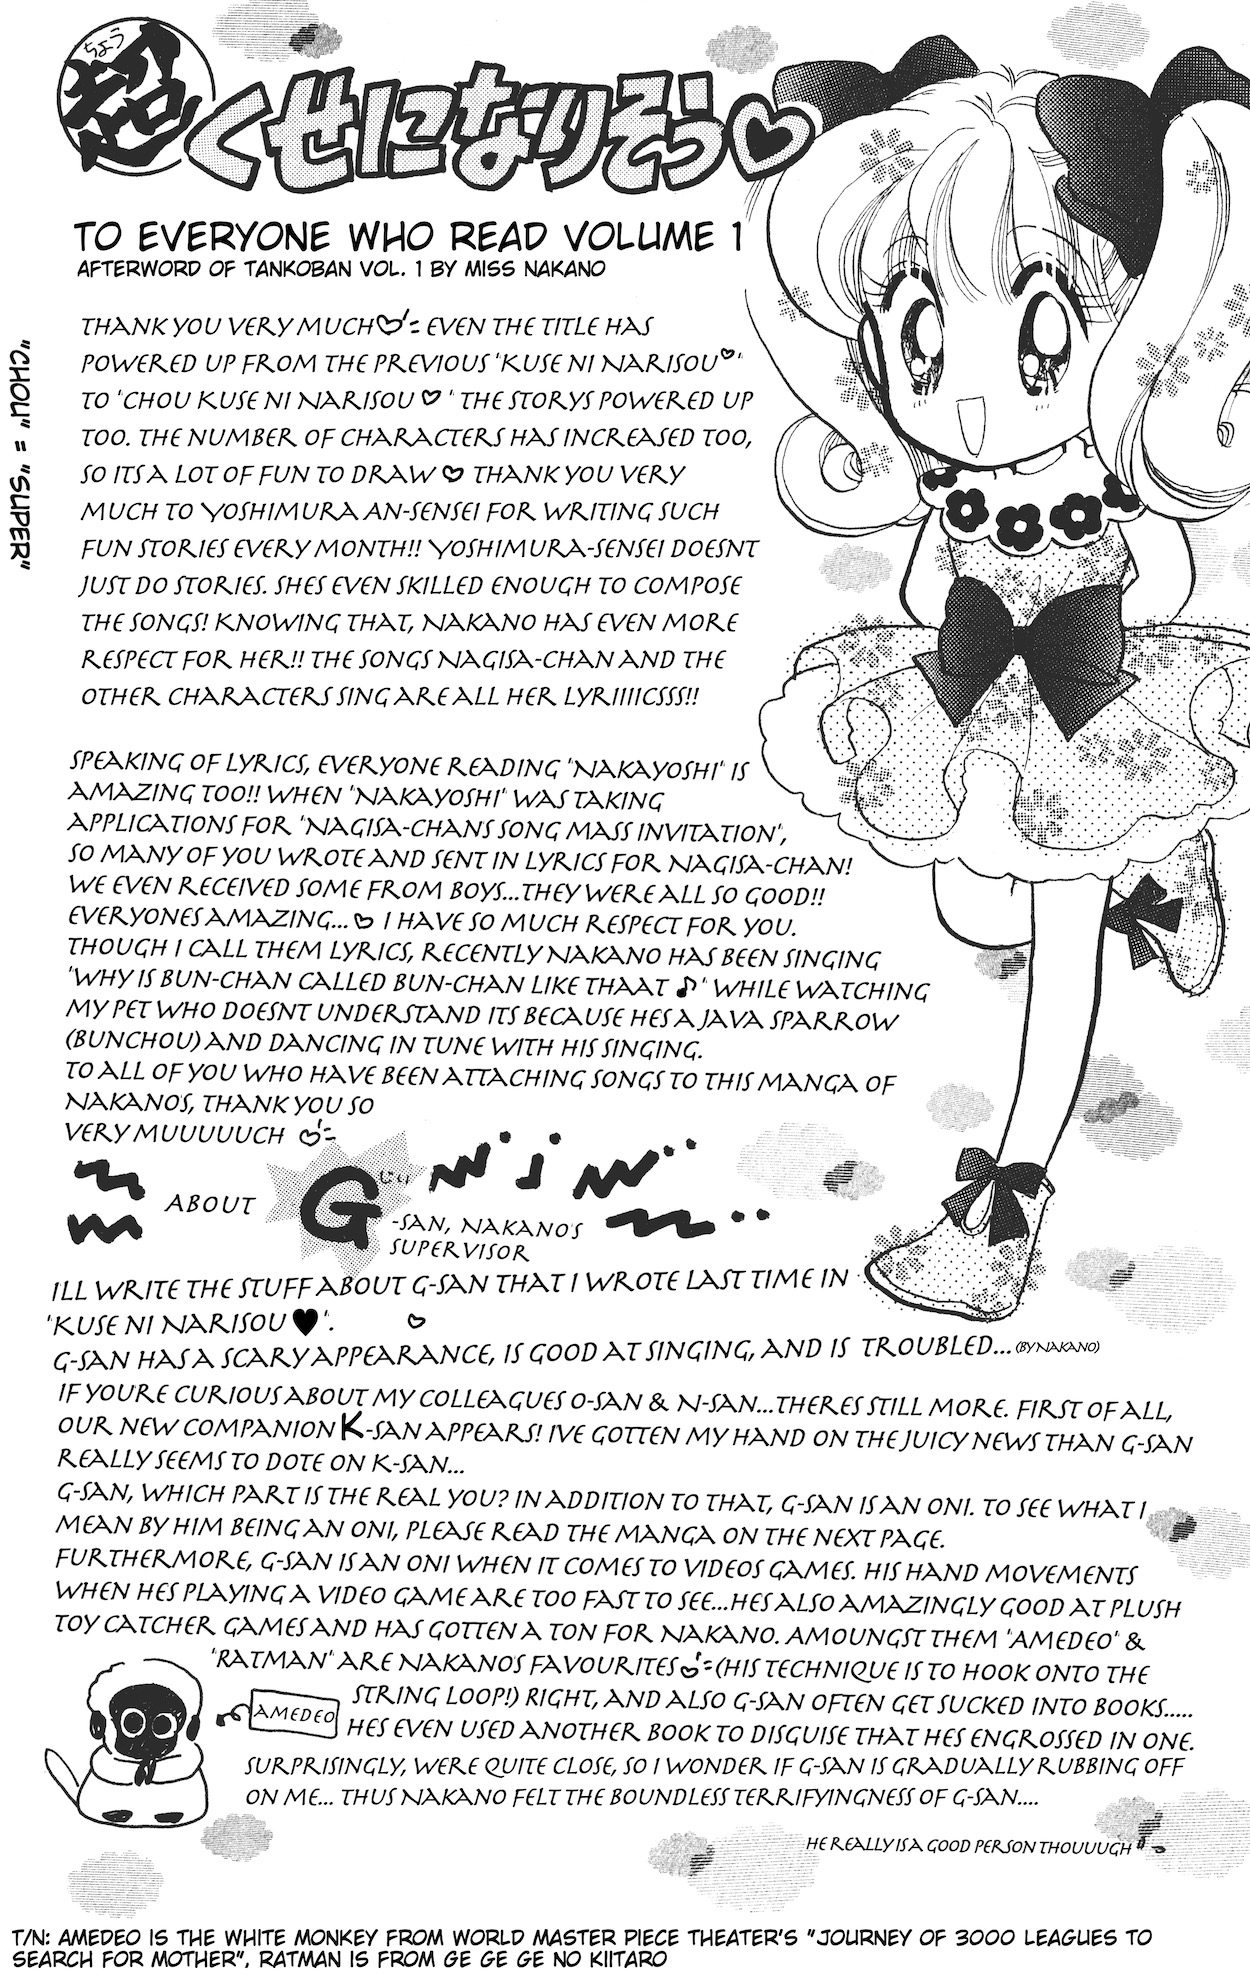 ちょう
超くせになりそう♡
TO EVERYONE WHO READ VOLUME 1
AFTERWORD OF TANKOBAN VOL. 1 BY MISS NAKANO
"CHOU" = "SUPER"
THANK YOU VERY MUCH♡ EVEN THE TITLE HAS
POWERED UP FROM THE PREVIOUS 'KUSE NI NARISOU♡'
TO 'CHOU KUSE NI NARISOU ♡ ' THE STORYS POWERED UP
TOO. THE NUMBER OF CHARACTERS HAS INCREASED TOO,
SO ITS A LOT OF FUN TO DRAW ♡ THANK YOU VERY
MUCH TO YOSHIMURA AN-SENSEI FOR WRITING SUCH
FUN STORIES EVERY MONTH!! YOSHIMURA-SENSEI DOESNT
JUST DO STORIES. SHES EVEN SKILLED ENOUGH TO COMPOSE
THE SONGS! KNOWING THAT, NAKANO HAS EVEN MORE
RESPECT FOR HER!! THE SONGS NAGISA-CHAN AND THE
OTHER CHARACTERS SING ARE ALL HER LYRIIIICSSS!!
SPEAKING OF LYRICS, EVERYONE READING 'NAKAYOSHI' IS
AMAZING TOO!! WHEN 'NAKAYOSHI' WAS TAKING
APPLICATIONS FOR 'NAGISA-CHANS SONG MASS INVITATION',
SO MANY OF YOU WROTE AND SENT IN LYRICS FOR NAGISA-CHAN!
WE EVEN RECEIVED SOME FROM BOYS...THEY WERE ALL SO GOOD!!
EVERYONES AMAZING...♡ I HAVE SO MUCH RESPECT FOR YOU.
THOUGH I CALL THEM LYRICS, RECENTLY NAKANO HAS BEEN SINGING
'WHY IS BUN-CHAN CALLED BUN-CHAN LIKE THAAT ♪' WHILE WATCHING
MY PET WHO DOESNT UNDERSTAND ITS BECAUSE HES A JAVA SPARROW
(BUNCHOU) AND DANCING IN TUNE WITH HIS SINGING.
TO ALL OF YOU WHO HAVE BEEN ATTACHING SONGS TO THIS MANGA OF
NAKANO'S, THANK YOU SO
VERY MUUUUUCH ♡
ABOUT G じい -SAN, NAKANO'S
SUPERVISOR
ILL WRITE THE STUFF ABOUT G-SAN THAT I WROTE LAST TIME IN
'KUSE NI NARISOU♥'. ♡
G-SAN HAS A SCARY APPEARANCE, IS GOOD AT SINGING, AND IS TROUBLED... (BY NAKANO)
IF YOURE CURIOUS ABOUT MY COLLEAGUES O-SAN & N-SAN...THERES STILL MORE. FIRST OF ALL,
OUR NEW COMPANION K-SAN APPEARS! IVE GOTTEN MY HAND ON THE JUICY NEWS THAN G-SAN
REALLY SEEMS TO DOTE ON K-SAN...
G-SAN, WHICH PART IS THE REAL YOU? IN ADDITION TO THAT, G-SAN IS AN ONI. TO SEE WHAT I
MEAN BY HIM BEING AN ONI, PLEASE READ THE MANGA ON THE NEXT PAGE.
FURTHERMORE, G-SAN IS AN ONI WHEN IT COMES TO VIDEOS GAMES. HIS HAND MOVEMENTS
WHEN HES PLAYING A VIDEO GAME ARE TOO FAST TO SEE...HES ALSO AMAZINGLY GOOD AT PLUSH
TOY CATCHER GAMES AND HAS GOTTEN A TON FOR NAKANO. AMOUNGST THEM 'AMEDEO' &
'RATMAN' ARE NAKANO'S FAVOURITES♡ (HIS TECHNIQUE IS TO HOOK ONTO THE
STRING LOOP!) RIGHT, AND ALSO G-SAN OFTEN GET SUCKED INTO BOOKS.....
AMEDEO
HES EVEN USED ANOTHER BOOK TO DISGUISE THAT HES ENGROSSED IN ONE.
SURPRISINGLY, WERE QUITE CLOSE, SO I WONDER IF G-SAN IS GRADUALLY RUBBING OFF
ON ME... THUS NAKANO FELT THE BOUNDLESS TERRIFYINGNESS OF G-SAN....
HE REALLY IS A GOOD PERSON THOUUUGH
T/N: AMEDEO IS THE WHITE MONKEY FROM WORLD MASTER PIECE THEATER'S "JOURNEY OF 3000 LEAGUES TO
SEARCH FOR MOTHER". RATMAN IS FROM GE GE GE NO KIITARO